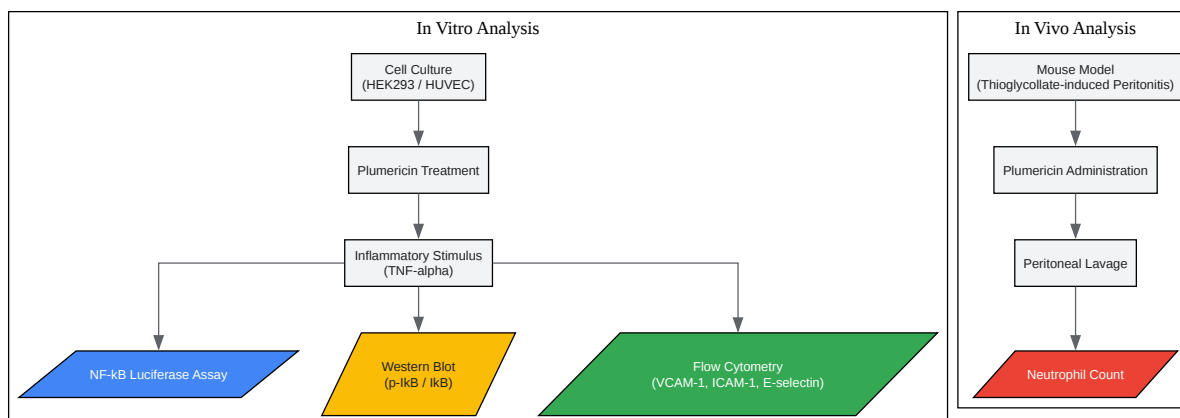 In Vitro Analysis
Cell Culture
(HEK293 / HUVEC)
Plumericin Treatment
Inflammatory Stimulus
(TNF-alpha)
NF-kB Luciferase Assay
Western Blot
(p-IkB / IkB)
Flow Cytometry
(VCAM-1, ICAM-1, E-selectin)
In Vivo Analysis
Mouse Model
(Thioglycollate-induced Peritonitis)
Plumericin Administration
Peritoneal Lavage
Neutrophil Count